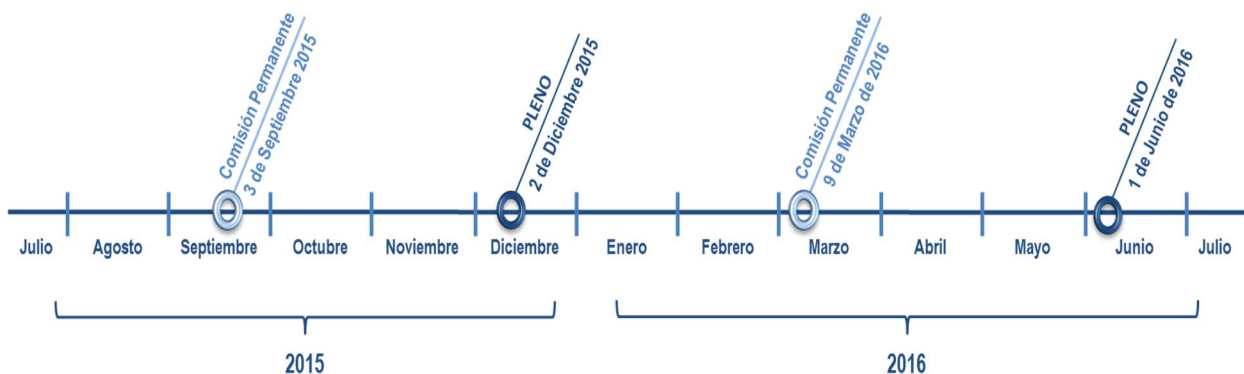 Comisión Permanente
3 de Septiembre 2015
PLENO
2 de Diciembre 2015
Comisión Permanente
9 de Marzo de 2016
PLENO
1 de Junio de 2016
Julio
Agosto
Septiembre
Octubre
Noviembre
Diciembre
Enero
Febrero
Marzo
Abril
Mayo
Junio
Julio
2015
2016